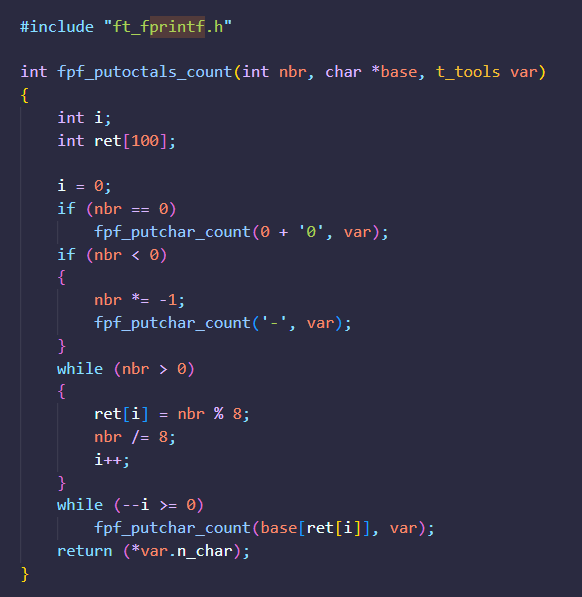 #include "ft_fprintf.h"
int fpf_putoctals_count(int nbr, char *base, t_tools var)
{
int i;
int ret[100];
i = 0;
if (nbr == 0)
fpf_putchar_count(0 + '0', var);
if (nbr < 0)
{
nbr *= -1;
fpf_putchar_count('-', var);
}
while (nbr > 0)
{
ret[i] = nbr % 8;
nbr /= 8;
i++;
}
while (--i >= 0)
fpf_putchar_count(base[ret[i]], var);
return (*var.n_char);
}